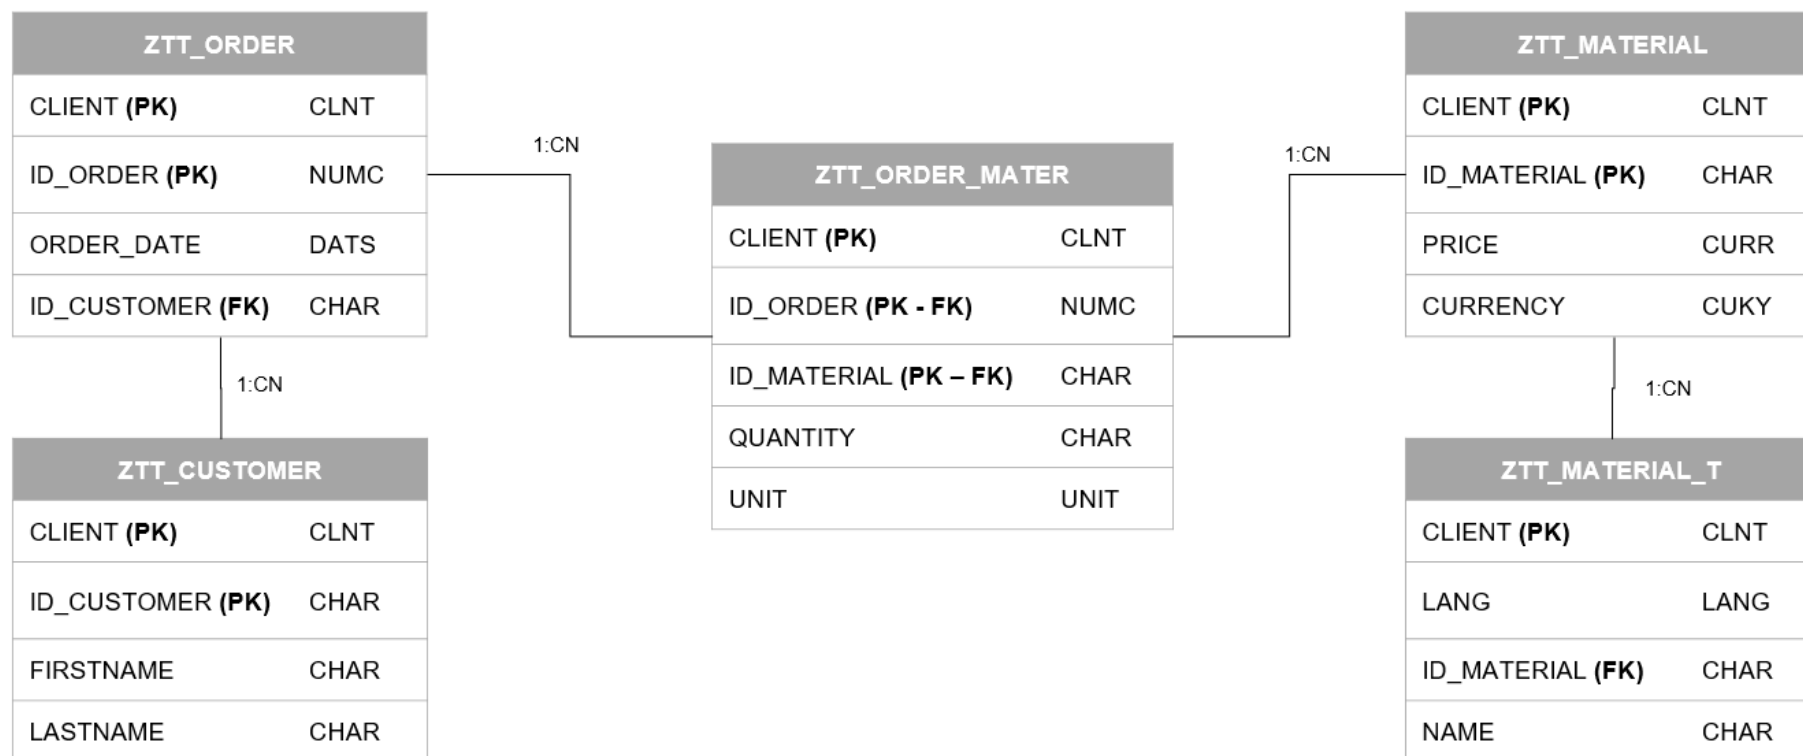 ZTT_ORDER
CLIENT (PK) CLNT
ID_ORDER (PK) NUMC
ORDER_DATE DATS
ID_CUSTOMER (FK) CHAR
1:CN
1:CN
ZTT_CUSTOMER
CLIENT (PK) CLNT
ID_CUSTOMER (PK) CHAR
FIRSTNAME CHAR
LASTNAME CHAR
ZTT_ORDER_MATER
CLIENT (PK) CLNT
ID_ORDER (PK - FK) NUMC
ID_MATERIAL (PK – FK) CHAR
QUANTITY CHAR
UNIT UNIT
1:CN
ZTT_MATERIAL
CLIENT (PK) CLNT
ID_MATERIAL (PK) CHAR
PRICE CURR
CURRENCY CUKY
1:CN
ZTT_MATERIAL_T
CLIENT (PK) CLNT
LANG LANG
ID_MATERIAL (FK) CHAR
NAME CHAR